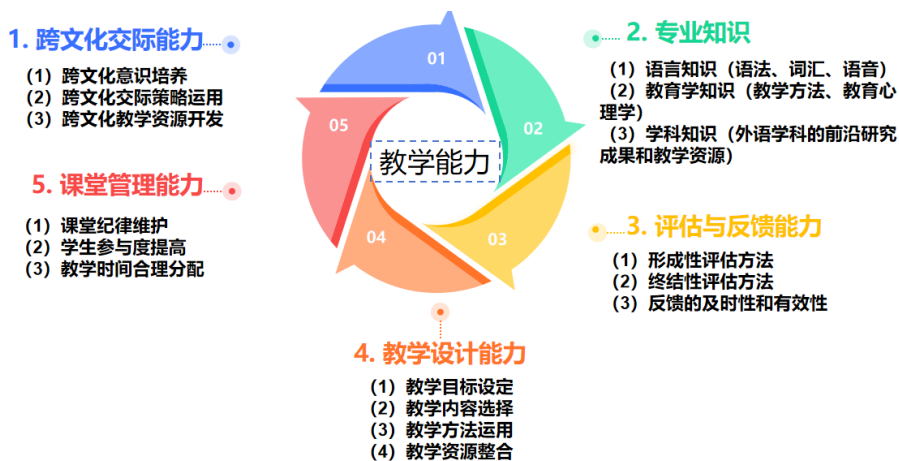 1. 跨文化交际能力
（1）跨文化意识培养
（2）跨文化交际策略运用
（3）跨文化教学资源开发
2. 专业知识
（1）语言知识（语法、词汇、语音）
（2）教育学知识（教学方法、教育心
理学）
（3）学科知识（外语学科的前沿研究
成果和教学资源）
3. 评估与反馈能力
（1）形成性评估方法
（2）终结性评估方法
（3）反馈的及时性和有效性
4. 教学设计能力
（1）教学目标设定
（2）教学内容选择
（3）教学方法运用
（4）教学资源整合
5. 课堂管理能力
（1）课堂纪律维护
（2）学生参与度提高
（3）教学时间合理分配
教学能力
01
02
03
04
05